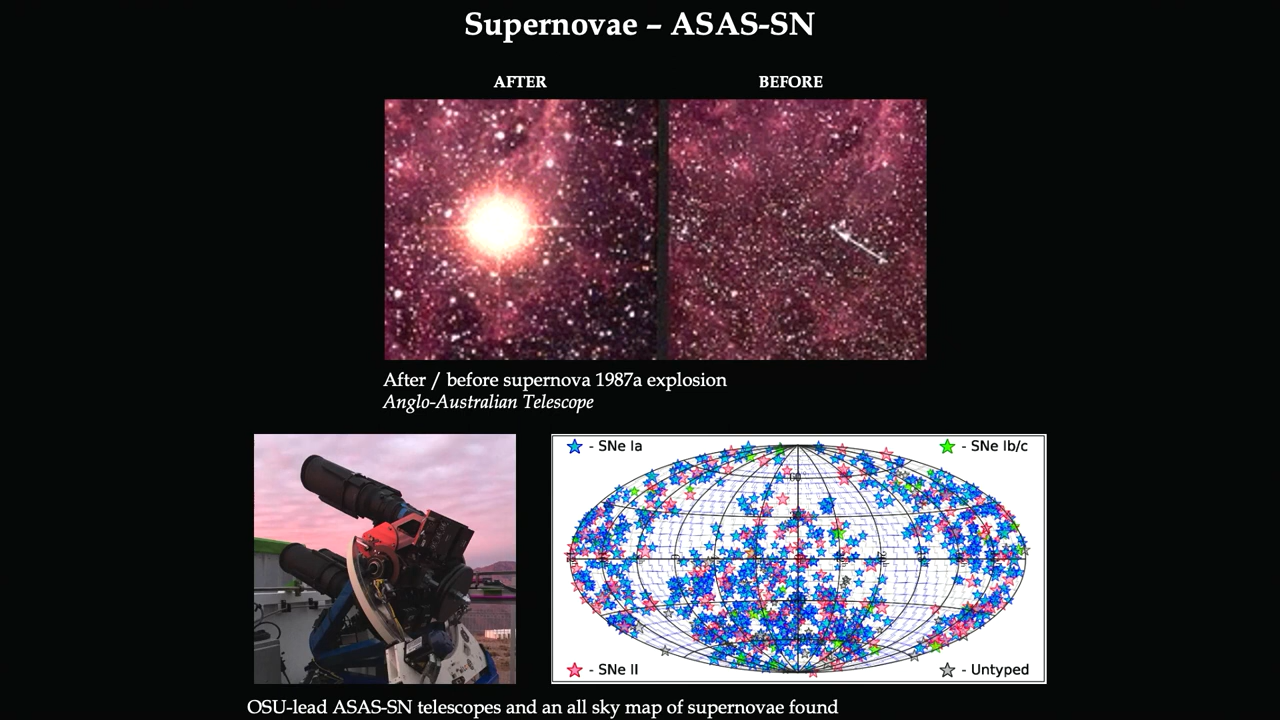 Supernovae – ASAS-SN
AFTER
BEFORE
After / before supernova 1987a explosion
Anglo-Australian Telescope
- SNe Ia
- SNe Ib/c
- SNe II
- Untyped
OSU-lead ASAS-SN telescopes and an all sky map of supernovae found